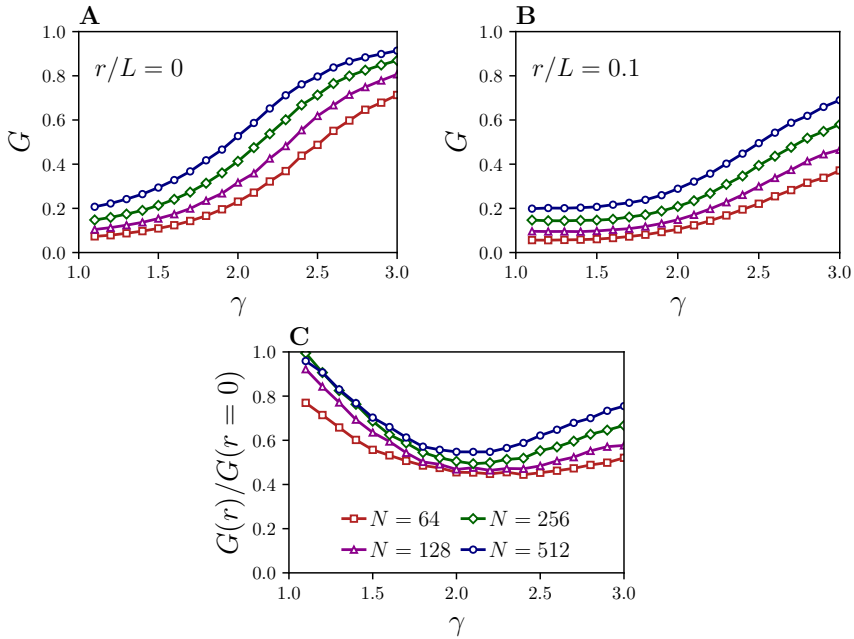 A
B
1.0
0.8
0.6
0.4
0.2
0.0
G
r/L = 0
1.0 1.5 2.0 2.5 3.0
γ
1.0
0.8
0.6
0.4
0.2
0.0
G
r/L = 0.1
1.0 1.5 2.0 2.5 3.0
γ
C
1.0
0.8
0.6
0.4
0.2
0.0
G(r)/G(r = 0)
N = 64
N = 128
N = 256
N = 512
1.0 1.5 2.0 2.5 3.0
γ